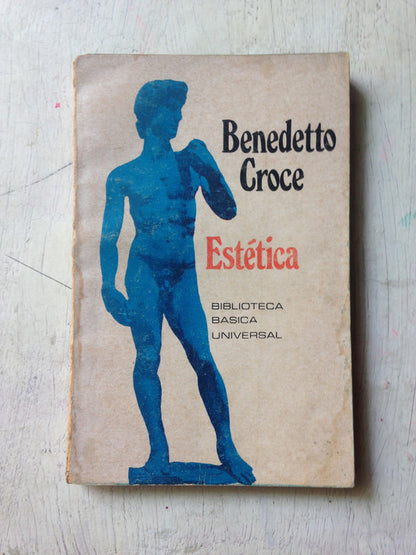 Benedetto
Croce
Estética
BIBLIOTECA
BASICA
UNIVERSAL